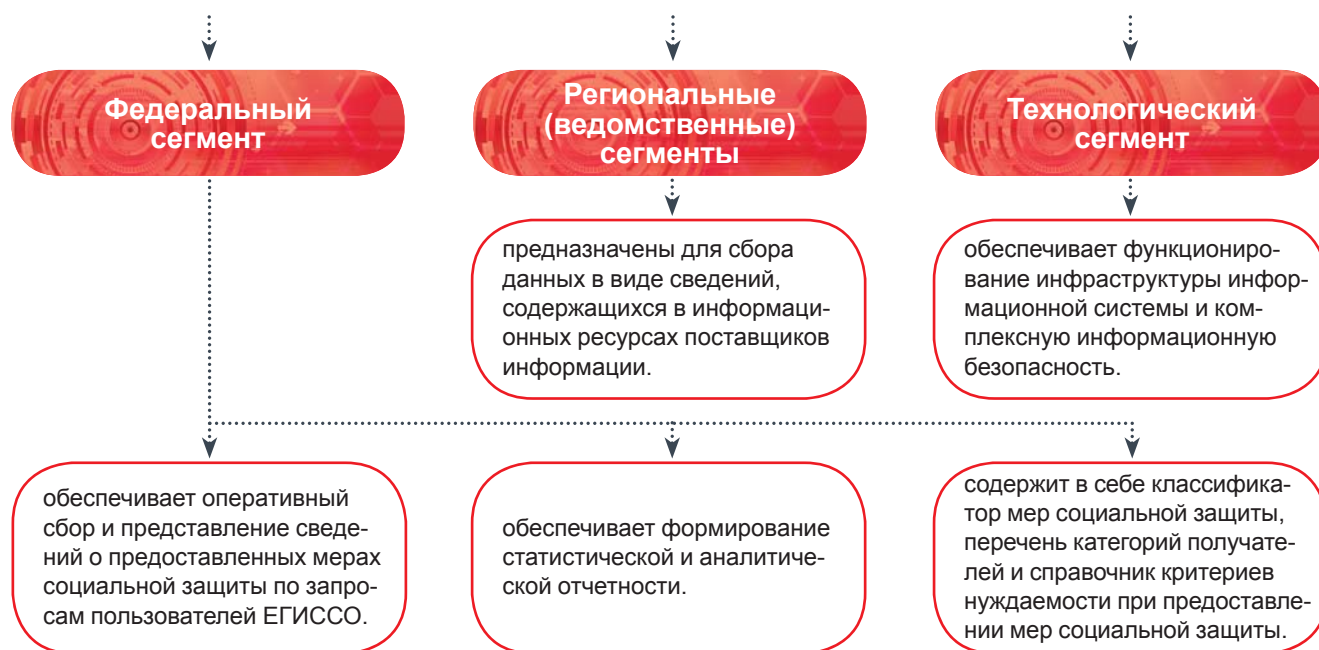 Федеральный
сегмент
Региональные
(ведомственные)
сегменты
Технологический
сегмент
предназначены для сбора
данных в виде сведений,
содержащихся в информаци-
онных ресурсах поставщиков
информации.
обеспечивает функциониро-
вание инфраструктуры инфор-
мационной системы и ком-
плексную информационную
безопасность.
обеспечивает оперативный
сбор и представление сведе-
ний о предоставленных мерах
социальной защиты по запро-
сам пользователей ЕГИССО.
обеспечивает формирование
статистической и аналитиче-
ской отчетности.
содержит в себе классифика-
тор мер социальной защиты,
перечень категорий получате-
лей и справочник критериев
нуждаемости при предоставле-
нии мер социальной защиты.